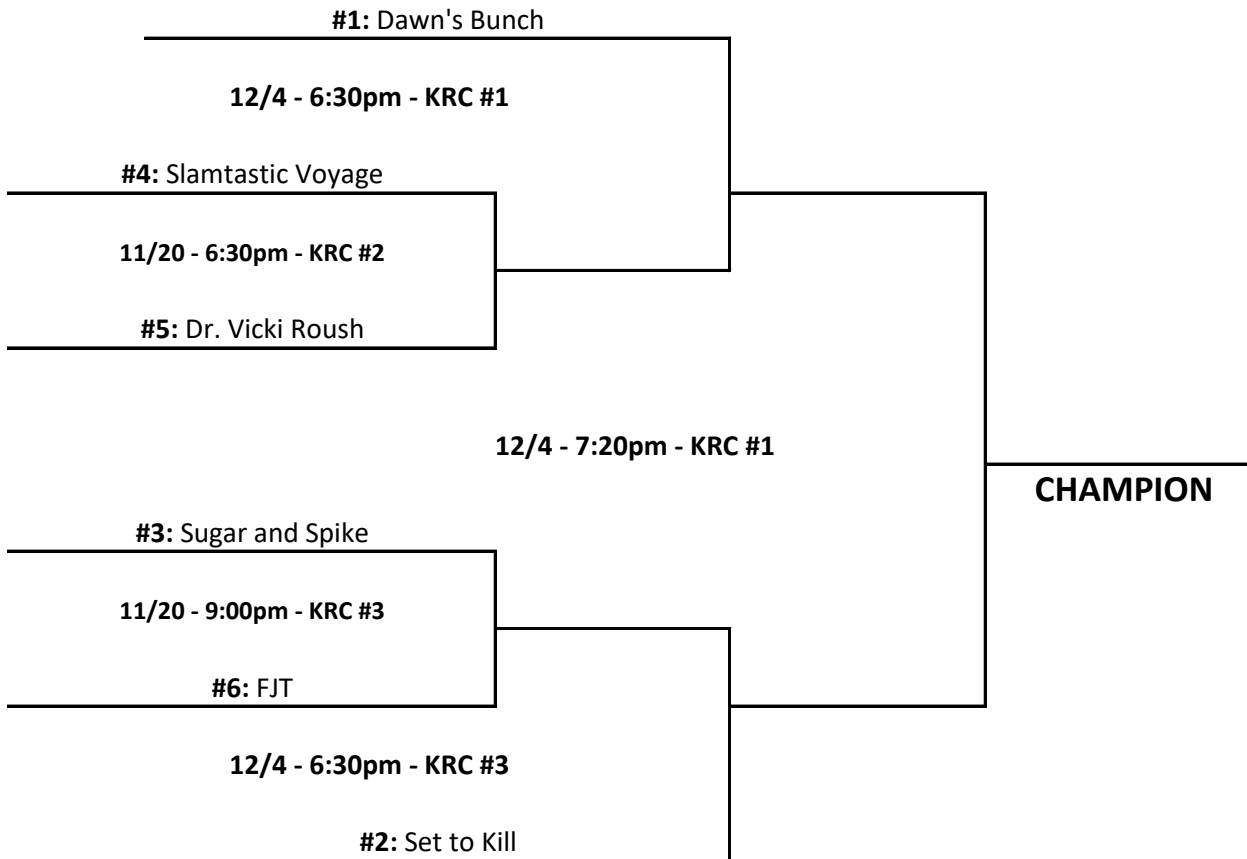 #1: Dawn's Bunch
12/4 - 6:30pm - KRC #1
#4: Slamtastic Voyage
11/20 - 6:30pm - KRC #2
#5: Dr. Vicki Roush
12/4 - 7:20pm - KRC #1
CHAMPION
#3: Sugar and Spike
11/20 - 9:00pm - KRC #3
#6: FJT
12/4 - 6:30pm - KRC #3
#2: Set to Kill